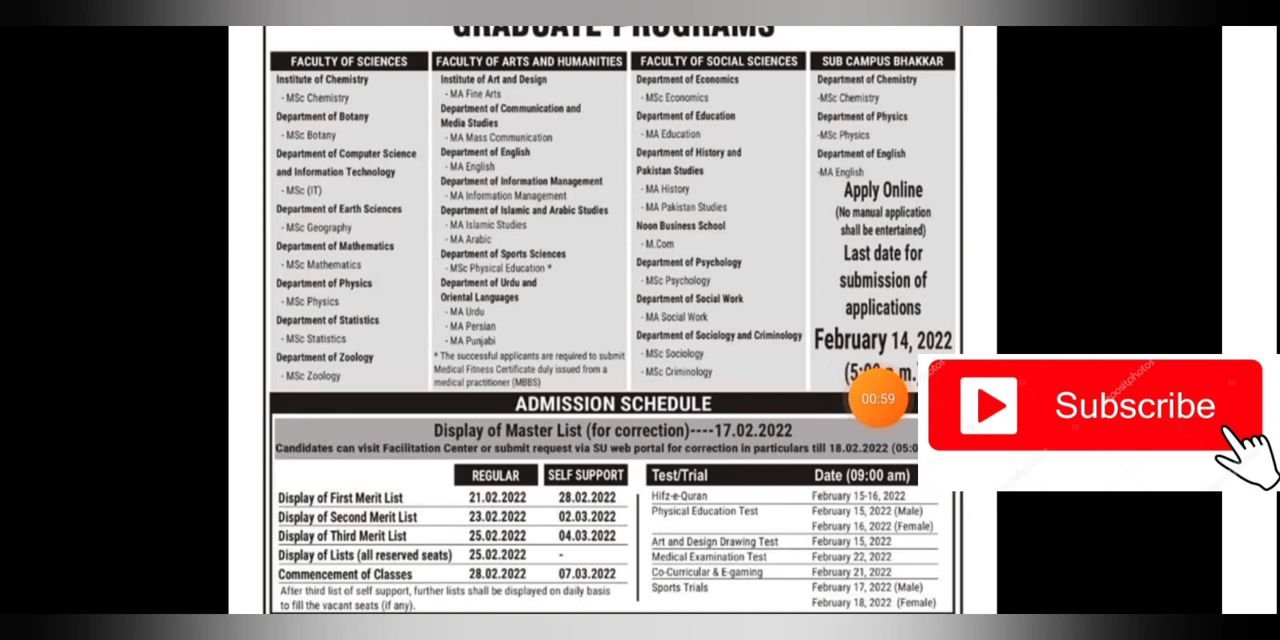 GRADUATE PROGRAMS
FACULTY OF SCIENCES
Institute of Chemistry
- MSc Chemistry
Department of Botany
- MSc Botany
Department of Computer Science
and Information Technology
- MSc (IT)
Department of Earth Sciences
- MSc Geography
Department of Mathematics
- MSc Mathematics
Department of Physics
- MSc Physics
Department of Statistics
- MSc Statistics
Department of Zoology
- MSc Zoology
FACULTY OF ARTS AND HUMANITIES
Institute of Art and Design
- MA Fine Arts
Department of Communication and
Media Studies
- MA Mass Communication
Department of English
- MA English
Department of Information Management
- MA Information Management
Department of Islamic and Arabic Studies
- MA Islamic Studies
- MA Arabic
Department of Sports Sciences
- MSc Physical Education *
Department of Urdu and
Oriental Languages
- MA Urdu
- MA Persian
- MA Punjabi
* The successful applicants are required to submit
Medical Fitness Certificate duly issued from a
medical practitioner (MBBS)
FACULTY OF SOCIAL SCIENCES
Department of Economics
- MSc Economics
Department of Education
- MA Education
Department of History and
Pakistan Studies
- MA History
- MA Pakistan Studies
Noon Business School
- M.Com
Department of Psychology
- MSc Psychology
Department of Social Work
- MA Social Work
Department of Sociology and Criminology
- MSc Sociology
- MSc Criminology
SUB CAMPUS BHAKKAR
Department of Chemistry
-MSc Chemistry
Department of Physics
-MSc Physics
Department of English
-MA English
Apply Online
(No manual application
shall be entertained)
Last date for
submission of
applications
February 14, 2022
00:59
Subscribe
ADMISSION SCHEDULE
Display of Master List (for correction)----17.02.2022
Candidates can visit Facilitation Center or submit request via SU web portal for correction in particulars till 18.02.2022
REGULAR SELF SUPPORT
Display of First Merit List 21.02.2022 28.02.2022
Display of Second Merit List 23.02.2022 02.03.2022
Display of Third Merit List 25.02.2022 04.03.2022
Display of Lists (all reserved seats) 25.02.2022 -
Commencement of Classes 28.02.2022 07.03.2022
After third list of self support, further lists shall be displayed on daily basis
to fill the vacant seats (if any).
Test/Trial Date (09:00 am)
Hifz-e-Quran February 15-16, 2022
Physical Education Test February 15, 2022 (Male)
February 16, 2022 (Female)
Art and Design Drawing Test February 15, 2022
Medical Examination Test February 22, 2022
Co-Curricular & E-gaming February 21, 2022
Sports Trials February 17, 2022 (Male)
February 18, 2022 (Female)